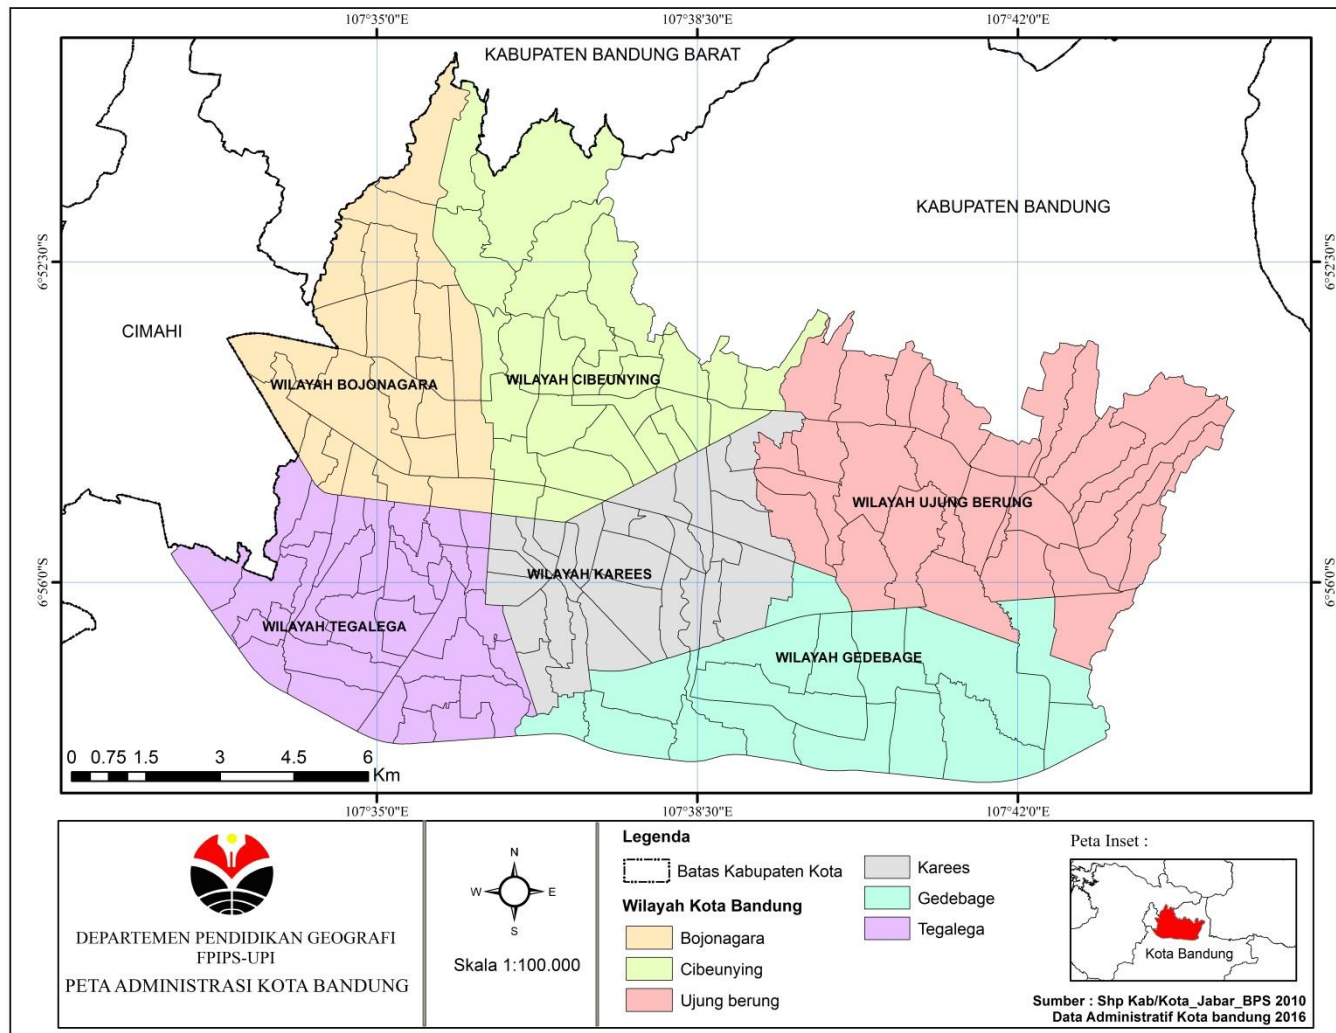 107°35'0"E 107°38'30"E 107°42'0"E
KABUPATEN BANDUNG BARAT
KABUPATEN BANDUNG
6°52'30"S 6°52'30"S
CIMAHI
WILAYAH BOJONAGARA
WILAYAH CIBEUNYING
WILAYAH UJUNG BERUNG
WILAYAH KAREES
6°56'0"S 6°56'0"S
WILAYAH TEGALEGA
WILAYAH GEDEBAGE
0 0.75 1.5 3 4.5 6
Km
107°35'0"E 107°38'30"E 107°42'0"E
DEPARTEMEN PENDIDIKAN GEOGRAFI
FPIPS-UPI
PETA ADMINISTRASI KOTA BANDUNG
N
W E
S
Skala 1:100.000
Legenda
Batas Kabupaten Kota
Wilayah Kota Bandung
Bojonagara
Cibeunying
Ujung berung
Karees
Gedebage
Tegalega
Peta Inset :
Kota Bandung
Sumber : Shp Kab/Kota_Jabar_BPS 2010
Data Administratif Kota bandung 2016